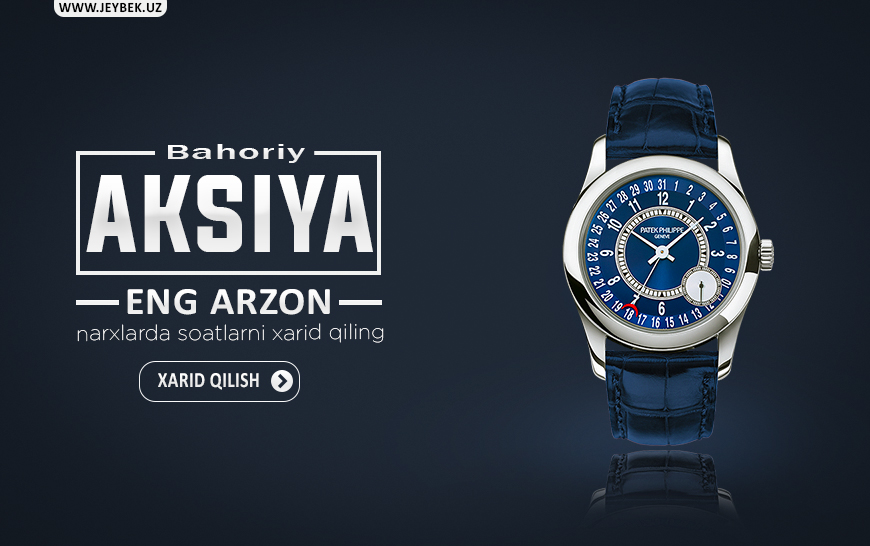 WWW.JEYBEK.UZ
Bahoriy
AKSIYA
ENG ARZON
narxlarda soatlarni xarid qiling
XARID QILISH
PATEK PHILIPPE
GENEVE